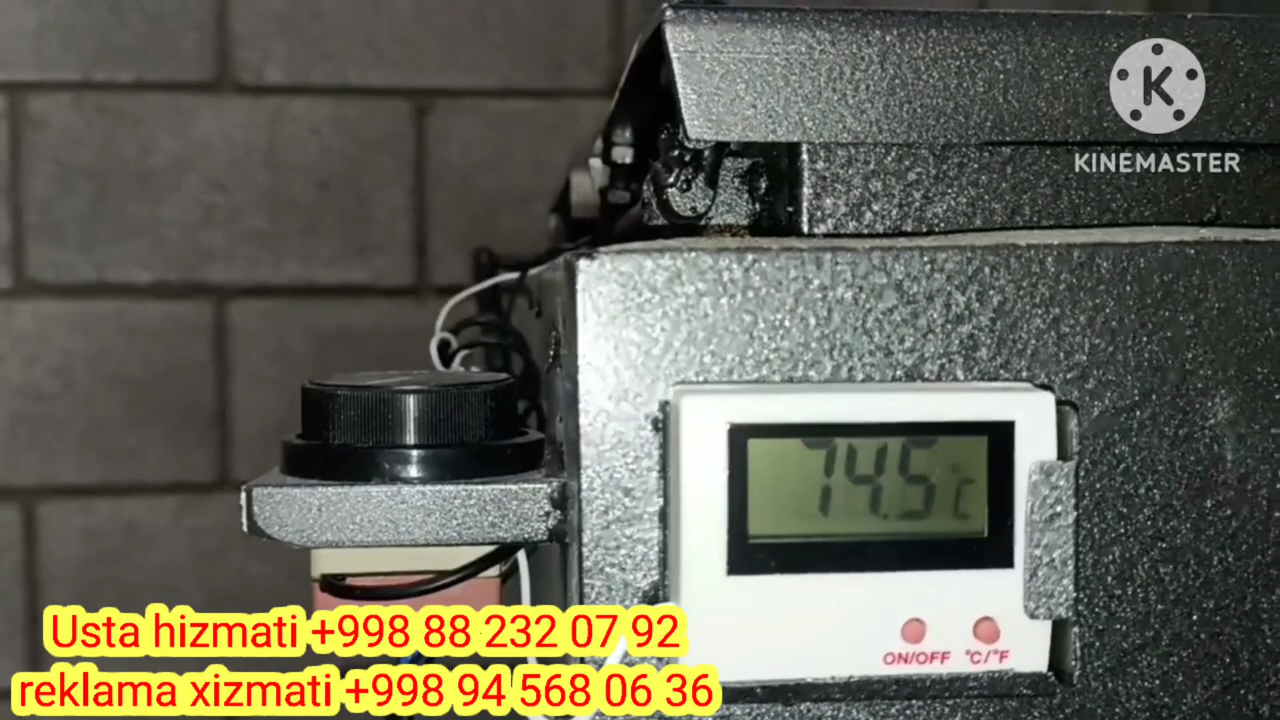 K
KINEMASTER
74.5 °C
ON/OFF °C/°F
Usta hizmati +998 88 232 07 92
reklama xizmati +998 94 568 06 36